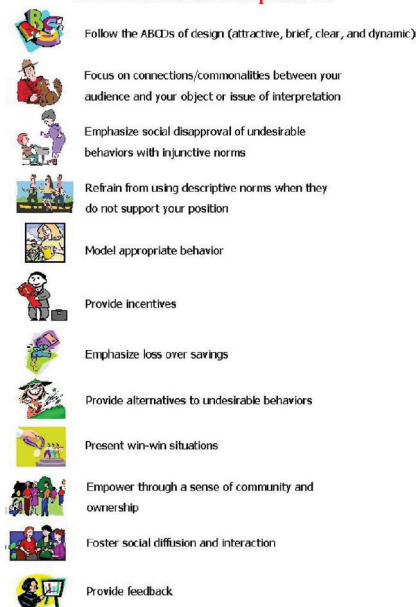 Follow the ABCDs of design (attractive, brief, clear, and dynamic)
Focus on connections/commonalities between your
audience and your object or issue of interpretation
Emphasize social disapproval of undesirable
behaviors with injunctive norms
Refrain from using descriptive norms when they
do not support your position
Model appropriate behavior
Provide incentives
Emphasize loss over savings
Provide alternatives to undesirable behaviors
Present win-win situations
Empower through a sense of community and
ownership
Foster social diffusion and interaction
Provide feedback